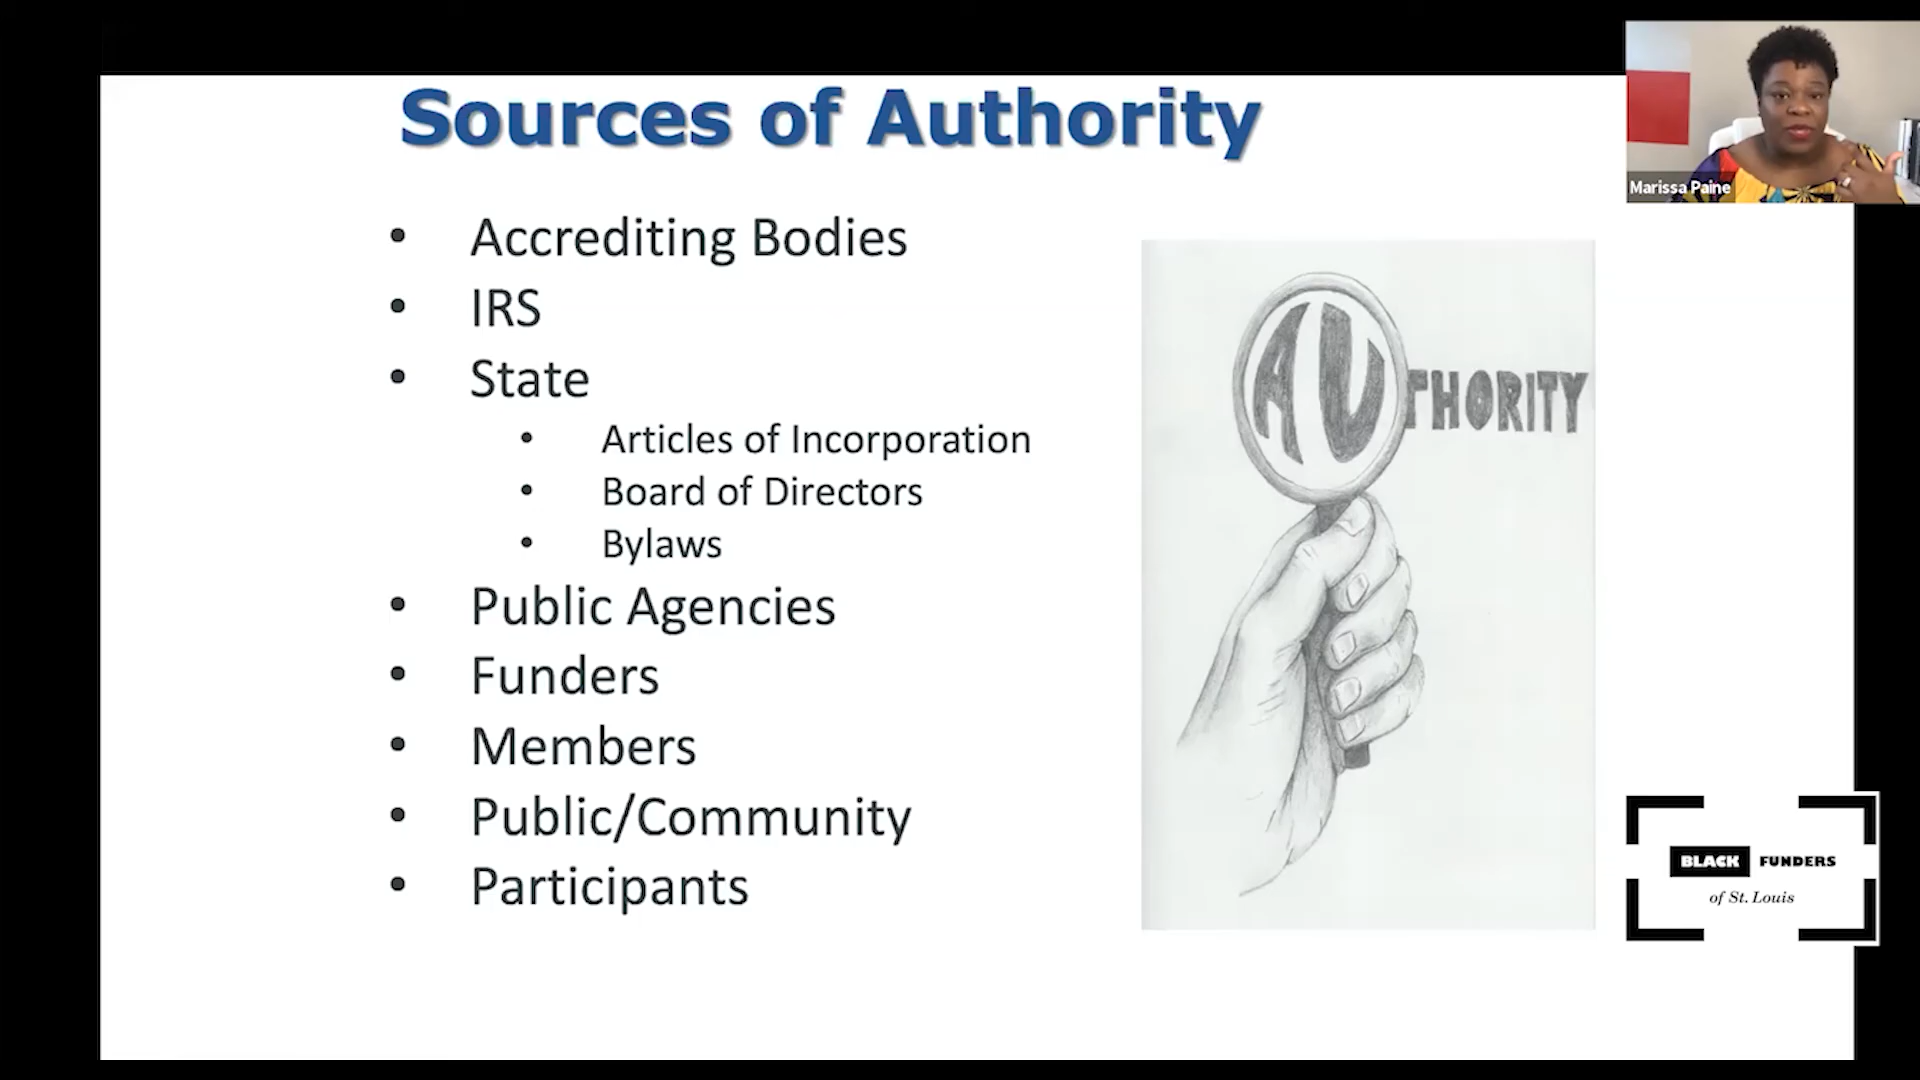 Sources of Authority
Marissa Paine
• Accrediting Bodies
• IRS
• State
• Articles of Incorporation
• Board of Directors
• Bylaws
• Public Agencies
• Funders
• Members
• Public/Community
• Participants
AUTHORITY
BLACK FUNDERS
of St. Louis